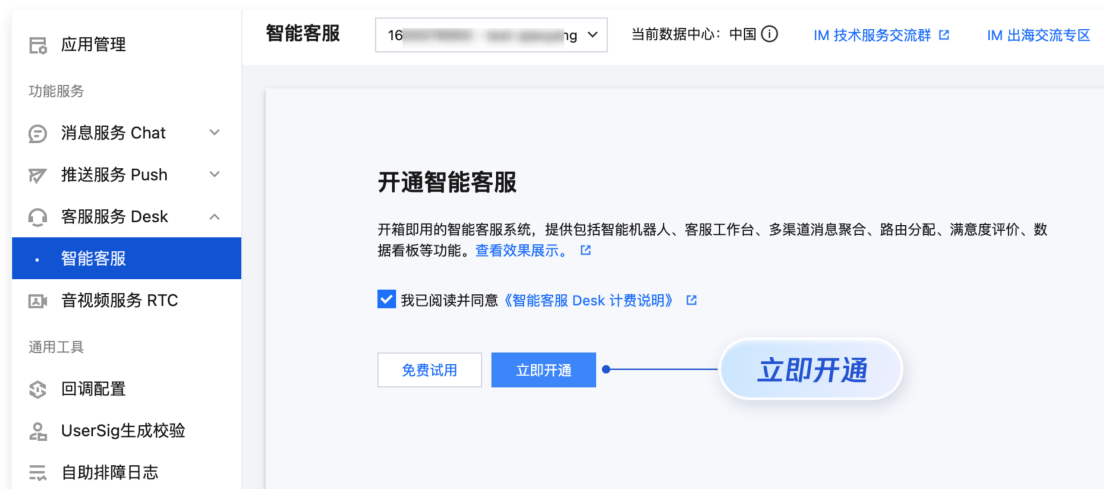 智能客服
16
ng
当前数据中心：中国
IM 技术服务交流群
IM 出海交流专区
应用管理
功能服务
消息服务 Chat
推送服务 Push
客服服务 Desk
智能客服
音视频服务 RTC
通用工具
回调配置
UserSig生成校验
自助排障日志
开通智能客服
开箱即用的智能客服系统，提供包括智能机器人、客服工作台、多渠道消息聚合、路由分配、满意度评价、数
据看板等功能。查看效果展示。
我已阅读并同意《智能客服 Desk 计费说明》
免费试用
立即开通
立即开通